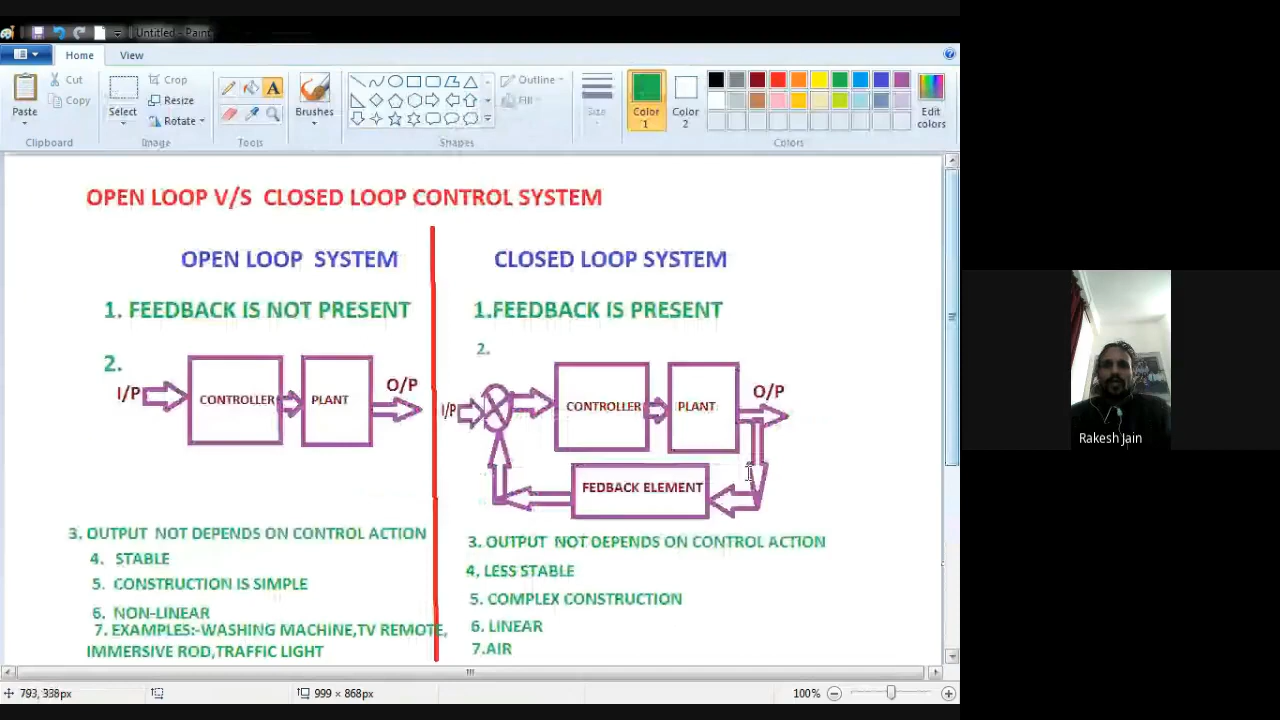 Untitled - Paint
Home
View
Paste
Cut
Copy
Clipboard
Select
Crop
Resize
Rotate
Image
Tools
Brushes
Shapes
Outline
Fill
Size
Color 1
Color 2
Edit colors
Colors
OPEN LOOP V/S CLOSED LOOP CONTROL SYSTEM
OPEN LOOP SYSTEM
1. FEEDBACK IS NOT PRESENT
2.
I/P
CONTROLLER
PLANT
O/P
3. OUTPUT NOT DEPENDS ON CONTROL ACTION
4. STABLE
5. CONSTRUCTION IS SIMPLE
6. NON-LINEAR
7. EXAMPLES:-WASHING MACHINE,TV REMOTE,
IMMERSIVE ROD,TRAFFIC LIGHT
CLOSED LOOP SYSTEM
1.FEEDBACK IS PRESENT
2.
I/P
CONTROLLER
PLANT
O/P
FEDBACK ELEMENT
3. OUTPUT NOT DEPENDS ON CONTROL ACTION
4, LESS STABLE
5. COMPLEX CONSTRUCTION
6. LINEAR
7.AIR
Rakesh Jain
793, 338px
999 × 868px
100%